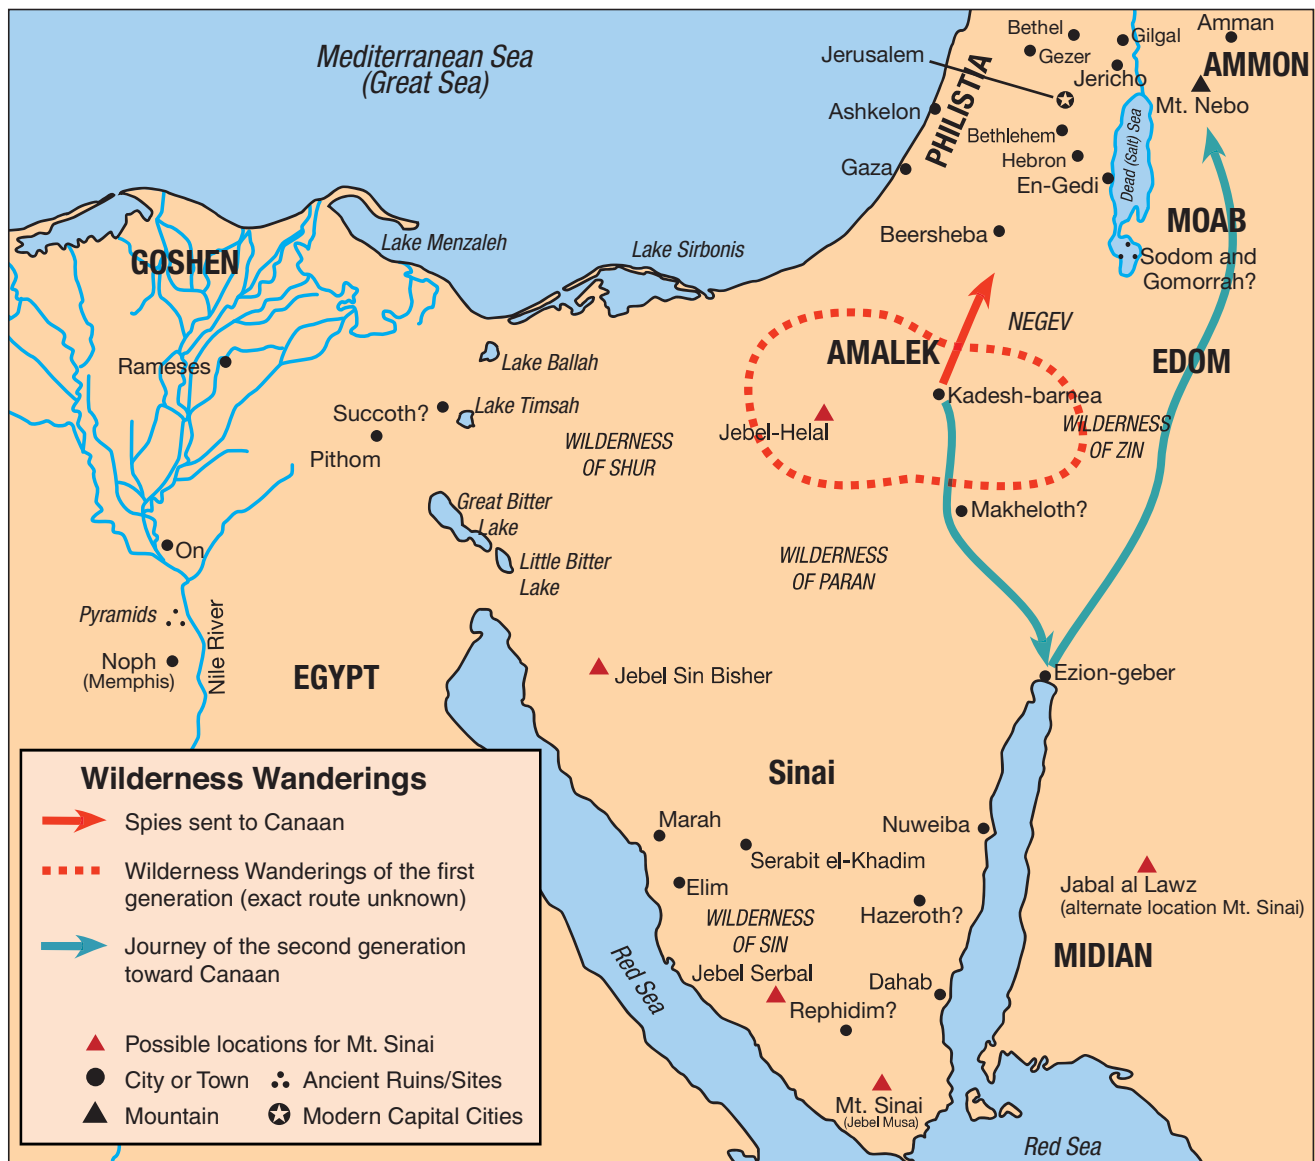 Mediterranean Sea
(Great Sea)
Bethel
Gilgal
Amman
Gezer
AMMON
Jerusalem
Jericho
Mt. Nebo
PHILISTIA
Ashkelon
Bethlehem
Dead (Salt) Sea
Hebron
Gaza
En-Gedi
MOAB
Beersheba
Lake Menzaleh
Lake Sirbonis
GOSHEN
Sodom and
Gomorrah?
NEGEV
AMALEK
EDOM
Rameses
Lake Ballah
Kadesh-barnea
Succoth?
Lake Timsah
Jebel-Helal
WILDERNESS
OF ZIN
WILDERNESS
OF SHUR
Pithom
Great Bitter
Lake
Makheloth?
On
Little Bitter
Lake
WILDERNESS
OF PARAN
Pyramids
Nile River
Noph
(Memphis)
EGYPT
Jebel Sin Bisher
Ezion-geber
Sinai
Marah
Nuweiba
Serabit el-Khadim
Elim
Jabal al Lawz
(alternate location Mt. Sinai)
Hazeroth?
WILDERNESS
OF SIN
MIDIAN
Red Sea
Jebel Serbal
Dahab
Rephidim?
Mt. Sinai
(Jebel Musa)
Red Sea
Wilderness Wanderings
Spies sent to Canaan
Wilderness Wanderings of the first
generation (exact route unknown)
Journey of the second generation
toward Canaan
Possible locations for Mt. Sinai
City or Town
Ancient Ruins/Sites
Mountain
Modern Capital Cities